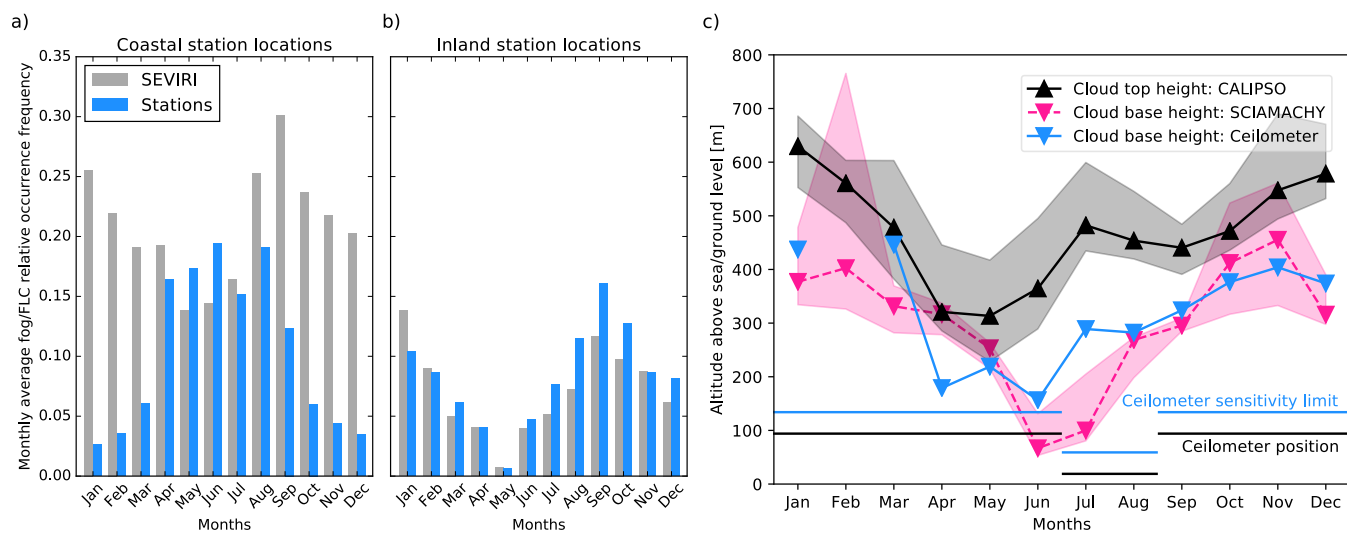 a)
Coastal station locations
Monthly average fog/FLC relative occurrence frequency
0.35
0.30
0.25
0.20
0.15
0.10
0.05
0.00
SEVIRI
Stations
Jan
Feb
Mar
Apr
May
Jun
Jul
Aug
Sep
Oct
Nov
Dec
Months
b)
Inland station locations
Jan
Feb
Mar
Apr
May
Jun
Jul
Aug
Sep
Oct
Nov
Dec
Months
c)
Altitude above sea/ground level [m]
800
700
600
500
400
300
200
100
0
Cloud top height: CALIPSO
Cloud base height: SCIAMACHY
Cloud base height: Ceilometer
Ceilometer sensitivity limit
Ceilometer position
Jan
Feb
Mar
Apr
May
Jun
Jul
Aug
Sep
Oct
Nov
Dec
Months